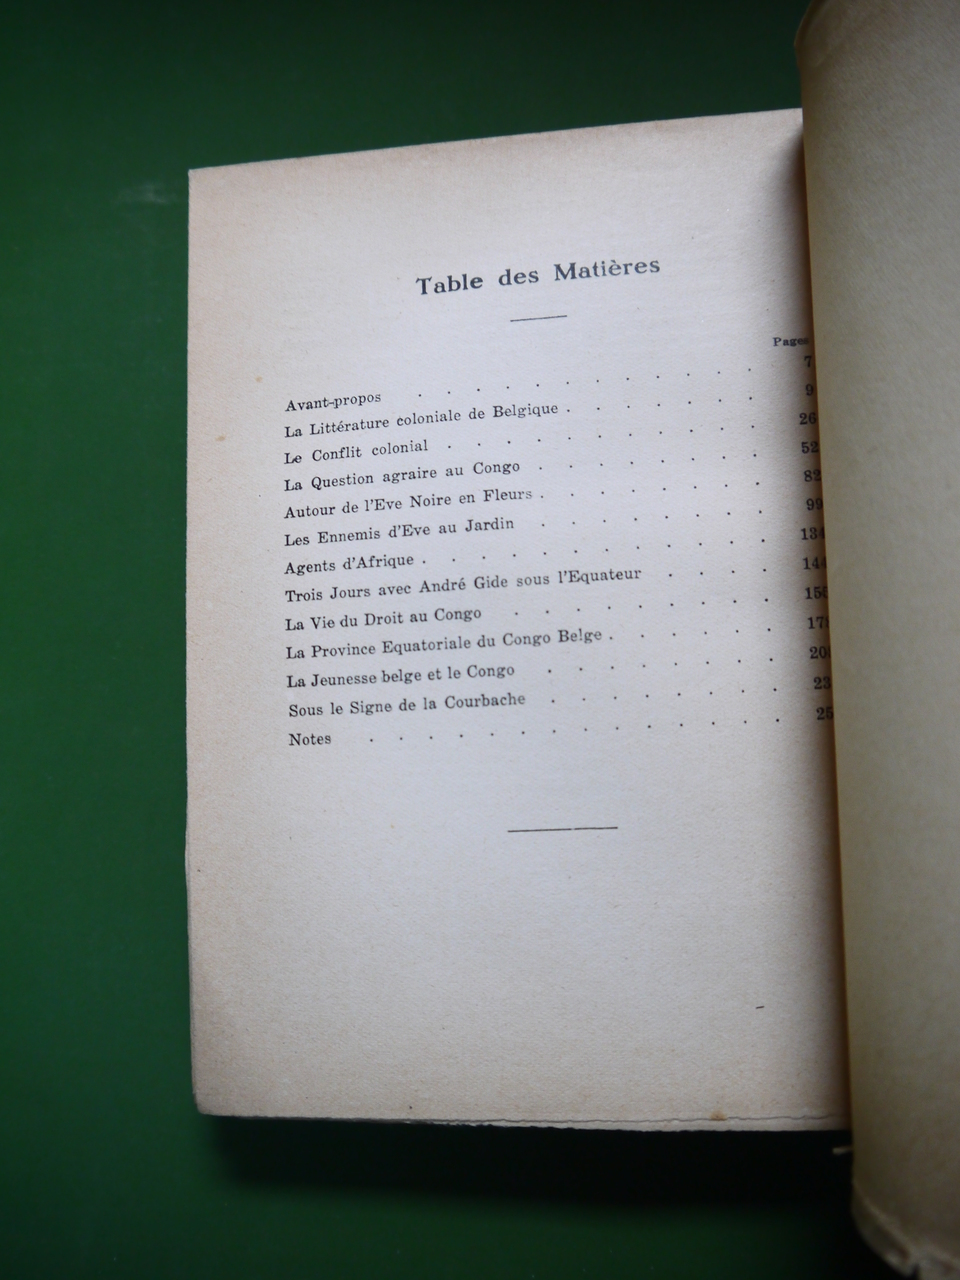 Table des Matières
Pages
Avant-propos . . . . . . . . . . . . 7
La Littérature coloniale de Belgique . . . . . . . 9
Le Conflit colonial . . . . . . . . . . . 26
La Question agraire au Congo . . . . . . . . 52
Autour de l'Eve Noire en Fleurs . . . . . . . . 82
Les Ennemis d'Eve au Jardin . . . . . . . . 99
Agents d'Afrique . . . . . . . . . . . . 134
Trois Jours avec André Gide sous l'Equateur . . . . 144
La Vie du Droit au Congo . . . . . . . . .
La Province Equatoriale du Congo Belge . . . . . .
La Jeunesse belge et le Congo . . . . . . . .
Sous le Signe de la Courbache . . . . . . . .
Notes . . . . . . . . . . . . . .